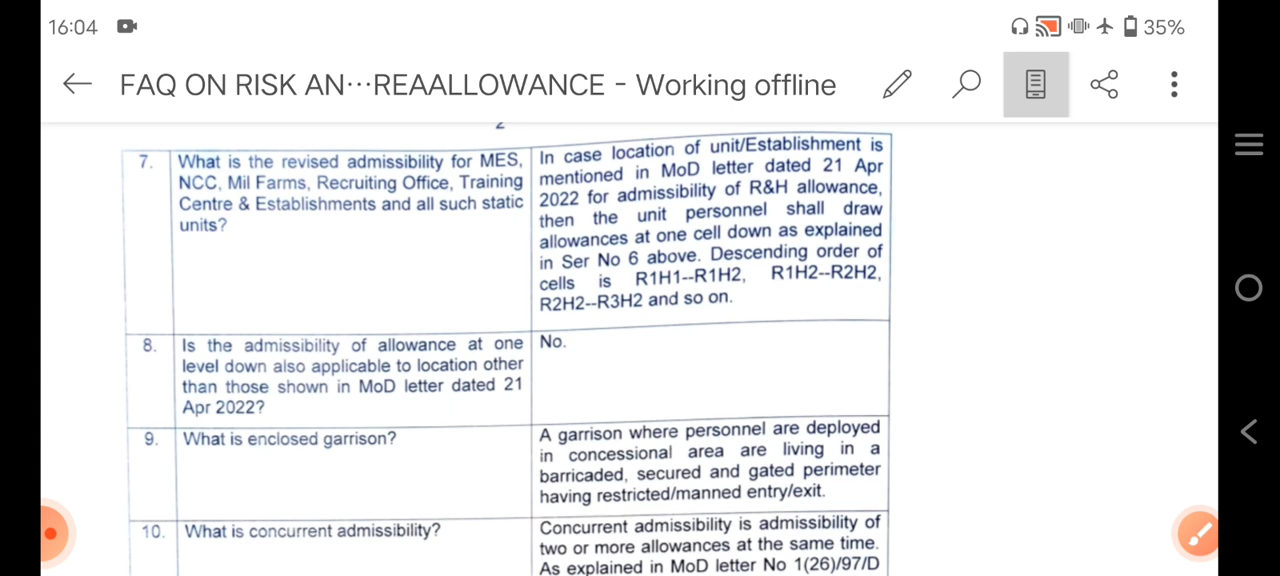 16:04
35%
FAQ ON RISK AN···REAALLOWANCE - Working offline
2
7.
What is the revised admissibility for MES,
NCC, Mil Farms, Recruiting Office, Training
Centre & Establishments and all such static
units?
In case location of unit/Establishment is
mentioned in MoD letter dated 21 Apr
2022 for admissibility of R&H allowance,
then the unit personnel shall draw
allowances at one cell down as explained
in Ser No 6 above. Descending order of
cells is R1H1--R1H2, R1H2--R2H2,
R2H2--R3H2 and so on.
8.
Is the admissibility of allowance at one
level down also applicable to location other
than those shown in MoD letter dated 21
Apr 2022?
No.
9.
What is enclosed garrison?
A garrison where personnel are deployed
in concessional area are living in a
barricaded, secured and gated perimeter
having restricted/manned entry/exit.
10.
What is concurrent admissibility?
Concurrent admissibility is admissibility of
two or more allowances at the same time.
As explained in MoD letter No 1(26)/97/D